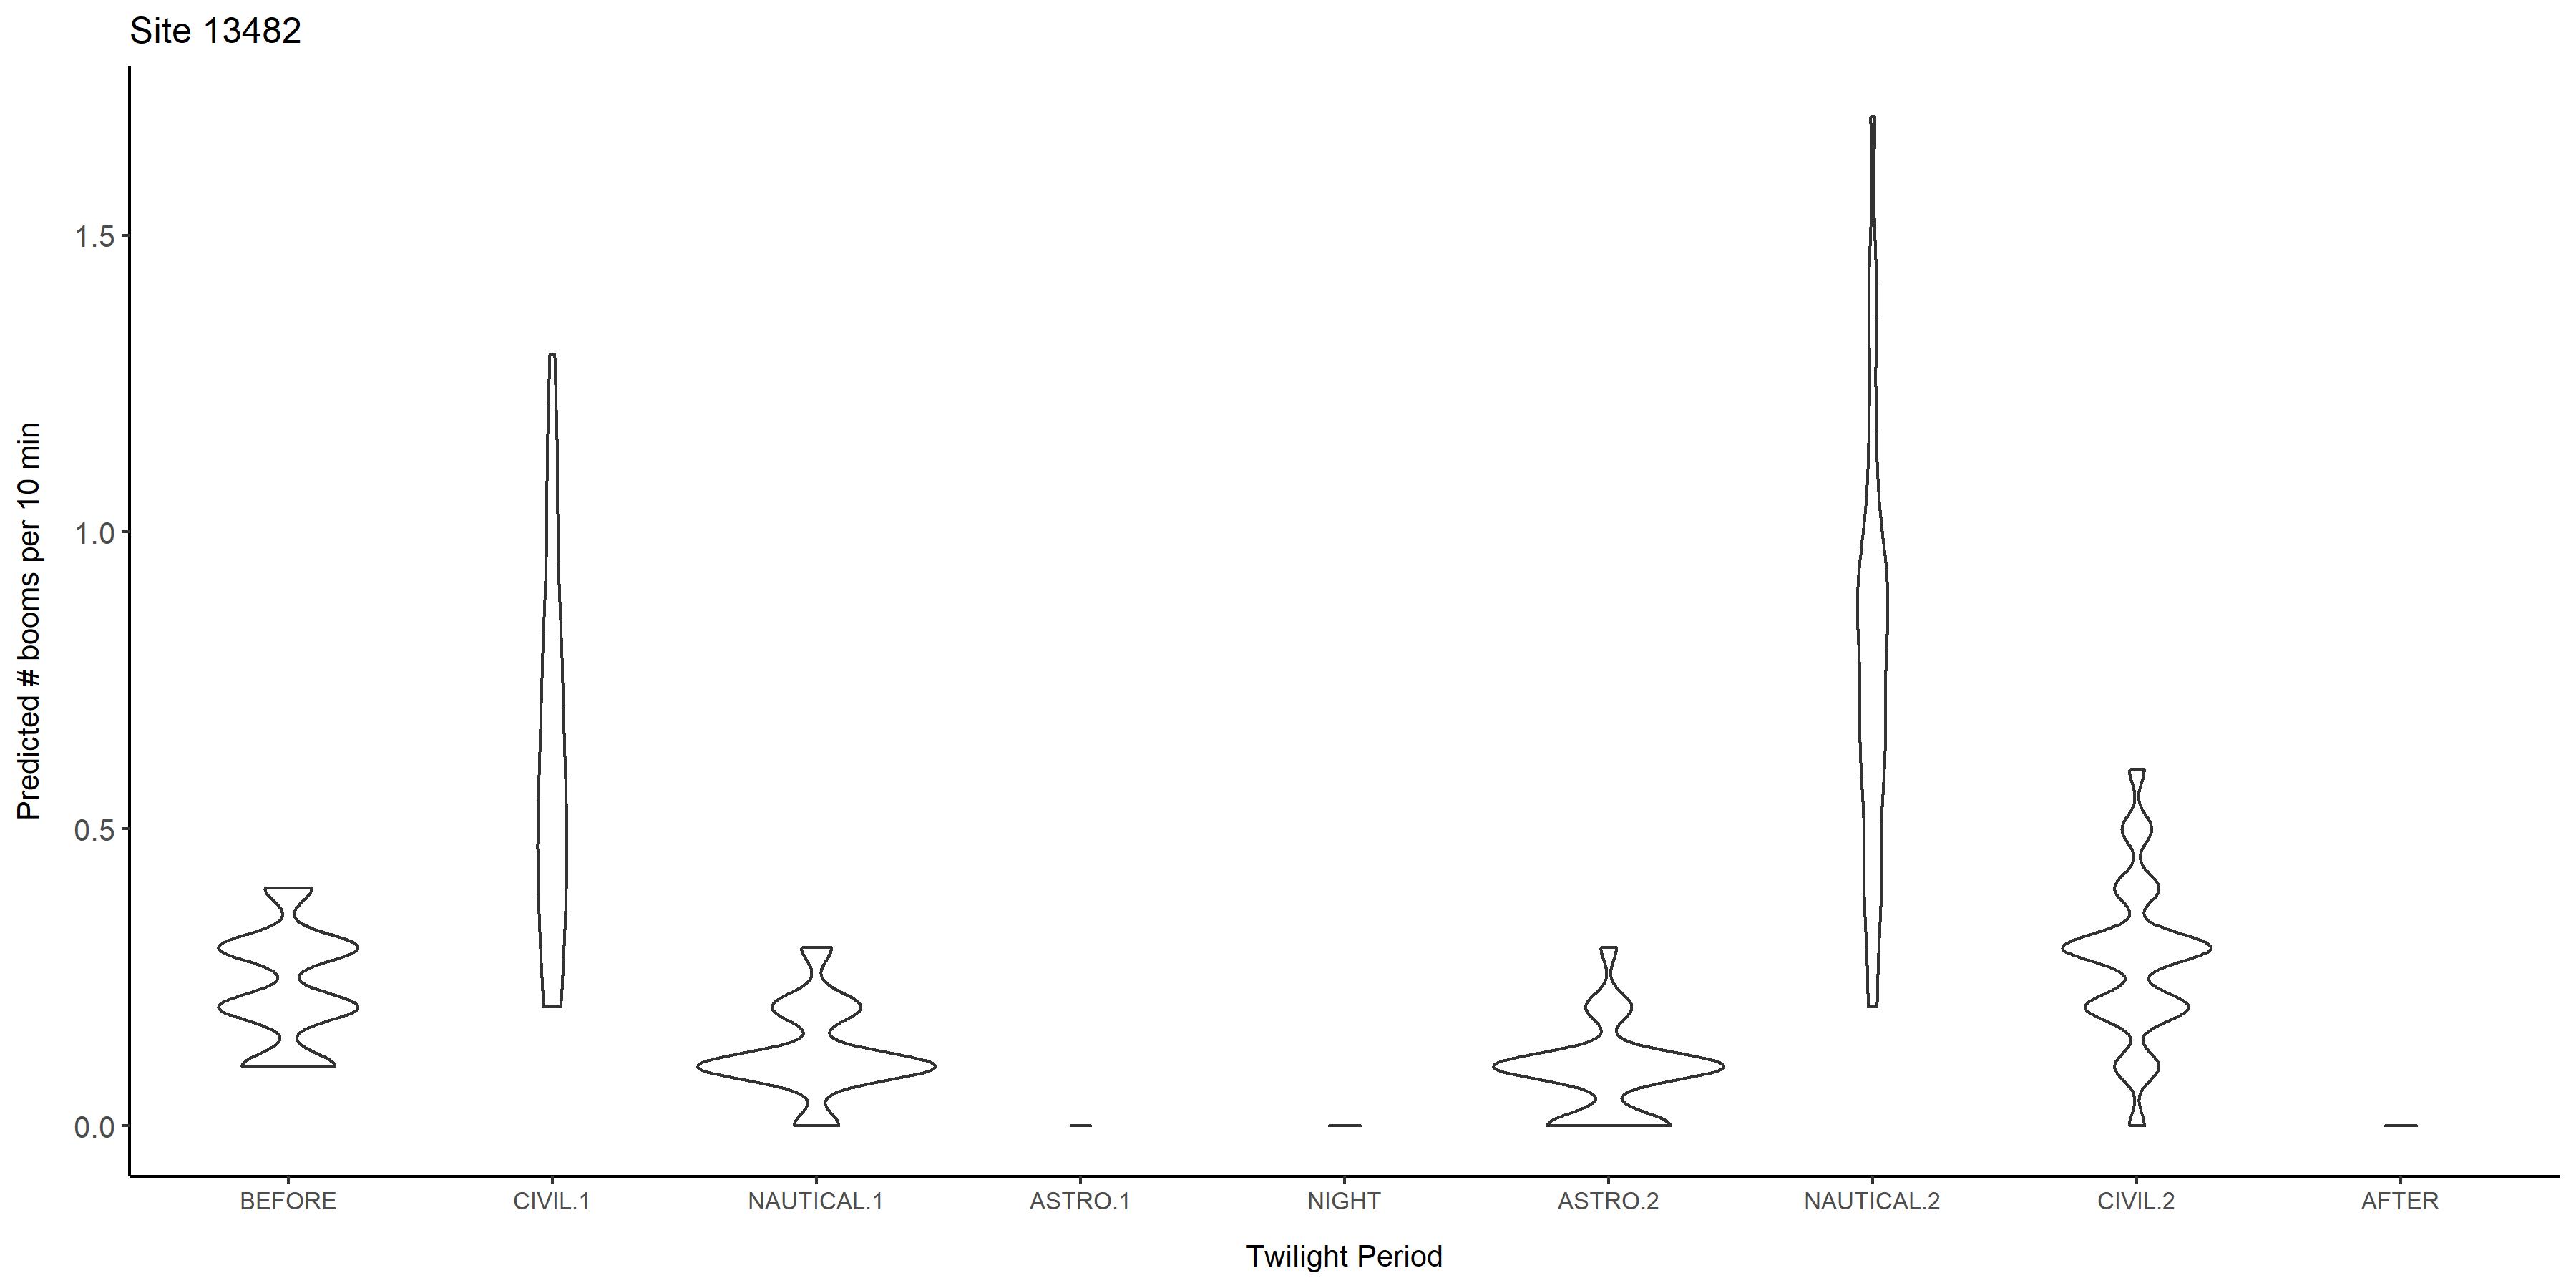 Site 13482
Predicted # booms per 10 min
1.5
1.0
0.5
0.0
BEFORE CIVIL.1 NAUTICAL.1 ASTRO.1 NIGHT ASTRO.2 NAUTICAL.2 CIVIL.2 AFTER
Twilight Period